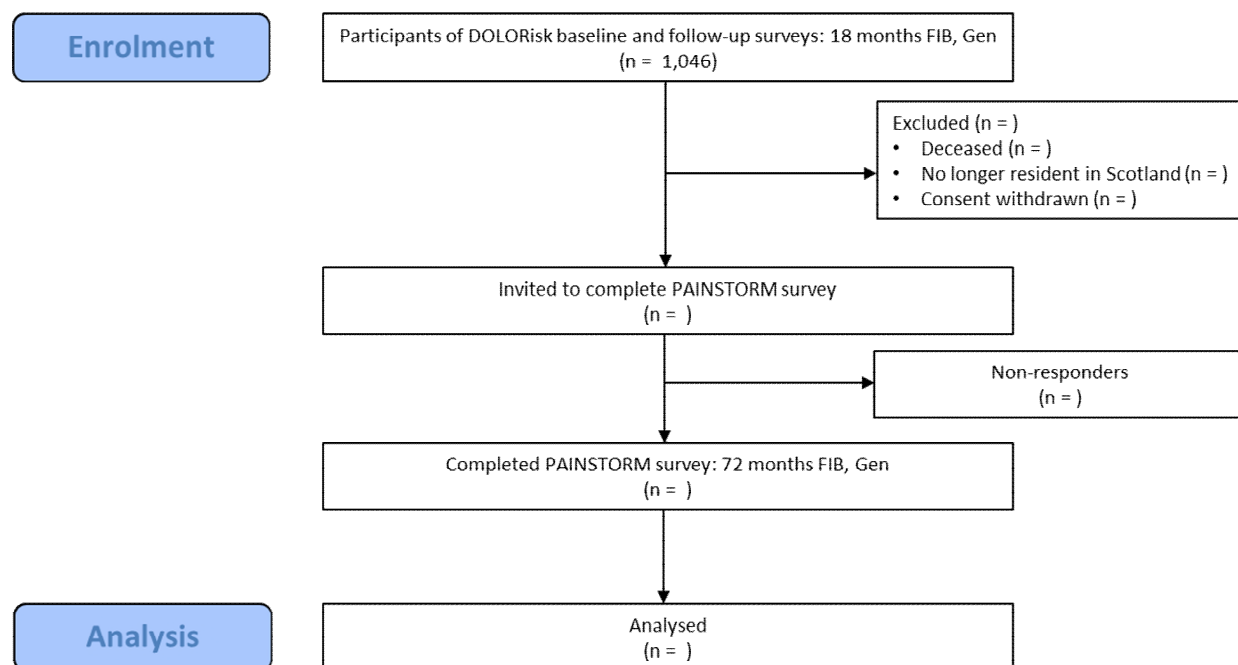 Enrolment
Participants of DOLORisk baseline and follow-up surveys: 18 months FIB, Gen
(n = 1,046)
Excluded (n = )
• Deceased (n = )
• No longer resident in Scotland (n = )
• Consent withdrawn (n = )
Invited to complete PAINSTORM survey
(n = )
Non-responders
(n = )
Completed PAINSTORM survey: 72 months FIB, Gen
(n = )
Analysis
Analysed
(n = )